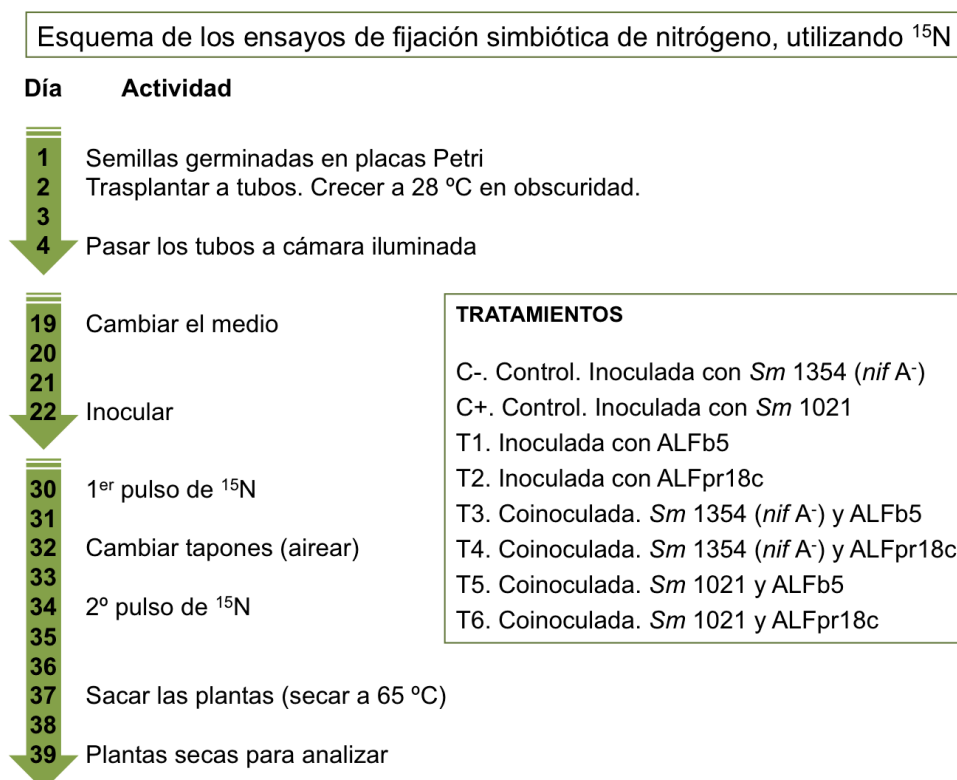 Esquema de los ensayos de fijación simbiótica de nitrógeno, utilizando ¹⁵N
Día Actividad
1 Semillas germinadas en placas Petri
2 Trasplantar a tubos. Crecer a 28 ºC en obscuridad.
3
4 Pasar los tubos a cámara iluminada
19 Cambiar el medio
20
21
22 Inocular
30 1ᵉʳ pulso de ¹⁵N
31
32 Cambiar tapones (airear)
33
34 2º pulso de ¹⁵N
35
36
37 Sacar las plantas (secar a 65 ºC)
38
39 Plantas secas para analizar
TRATAMIENTOS
C-. Control. Inoculada con Sm 1354 (nif A⁻)
C+. Control. Inoculada con Sm 1021
T1. Inoculada con ALFb5
T2. Inoculada con ALFpr18c
T3. Coinoculada. Sm 1354 (nif A⁻) y ALFb5
T4. Coinoculada. Sm 1354 (nif A⁻) y ALFpr18c
T5. Coinoculada. Sm 1021 y ALFb5
T6. Coinoculada. Sm 1021 y ALFpr18c